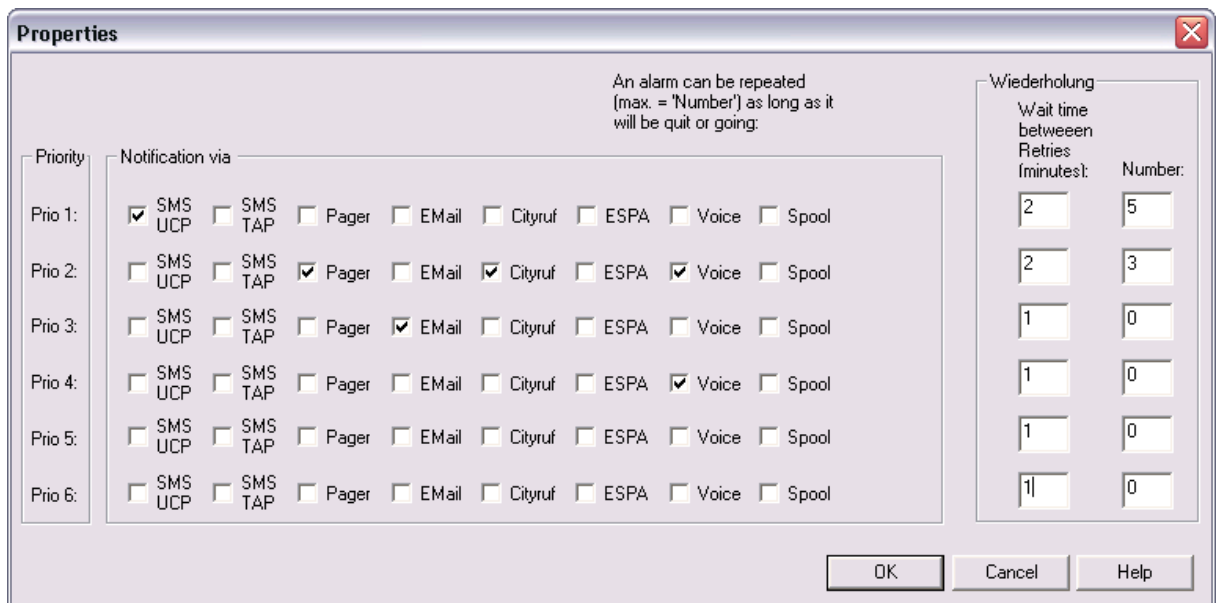 Properties
An alarm can be repeated
(max. = 'Number') as long as it
will be quit or going:
Wiederholung
Wait time
betweeen
Retries
(minutes):
Number:
Priority
Notification via
Prio 1: SMS UCP SMS TAP Pager EMail Cityruf ESPA Voice Spool 2 5
Prio 2: SMS UCP SMS TAP Pager EMail Cityruf ESPA Voice Spool 2 3
Prio 3: SMS UCP SMS TAP Pager EMail Cityruf ESPA Voice Spool 1 0
Prio 4: SMS UCP SMS TAP Pager EMail Cityruf ESPA Voice Spool 1 0
Prio 5: SMS UCP SMS TAP Pager EMail Cityruf ESPA Voice Spool 1 0
Prio 6: SMS UCP SMS TAP Pager EMail Cityruf ESPA Voice Spool 1 0
OK Cancel Help